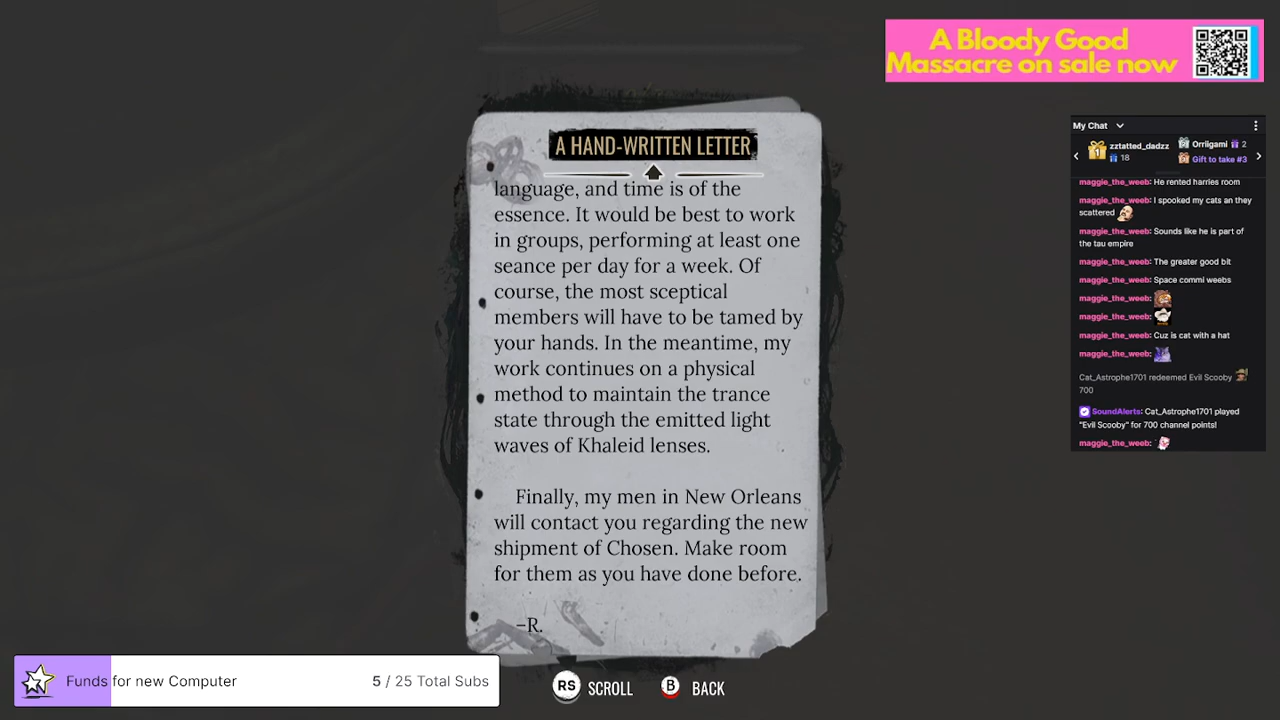 A Bloody Good
Massacre on sale now
My Chat
zztatted_dadzz
18
Orriigami 2
Gift to take #3
maggie_the_weeb: He rented harries room
maggie_the_weeb: I spooked my cats an they
scattered
maggie_the_weeb: Sounds like he is part of
the tau empire
maggie_the_weeb: The greater good bit
maggie_the_weeb: Space commi weebs
maggie_the_weeb:
maggie_the_weeb:
maggie_the_weeb: Cuz is cat with a hat
maggie_the_weeb:
Cat_Astrophe1701 redeemed Evil Scooby
700
SoundAlerts: Cat_Astrophe1701 played
"Evil Scooby" for 700 channel points!
maggie_the_weeb:
A HAND-WRITTEN LETTER
language, and time is of the
essence. It would be best to work
in groups, performing at least one
seance per day for a week. Of
course, the most sceptical
members will have to be tamed by
your hands. In the meantime, my
work continues on a physical
method to maintain the trance
state through the emitted light
waves of Khaleid lenses.
Finally, my men in New Orleans
will contact you regarding the new
shipment of Chosen. Make room
for them as you have done before.
–R.
Funds for new Computer
5 / 25 Total Subs
RS SCROLL
B BACK